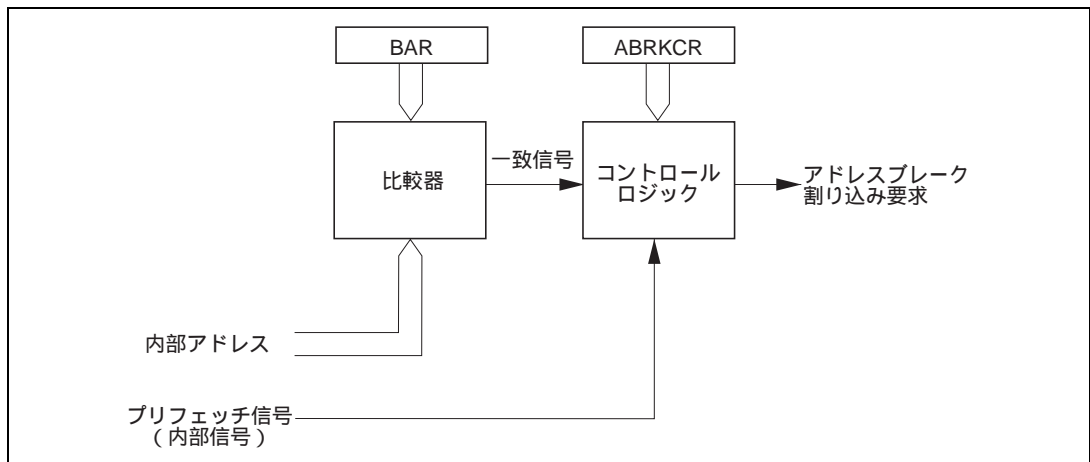 BAR
ABRKCR
比較器
一致信号
コントロール
ロジック
アドレスブレーク
割り込み要求
内部アドレス
プリフェッチ信号
(内部信号)